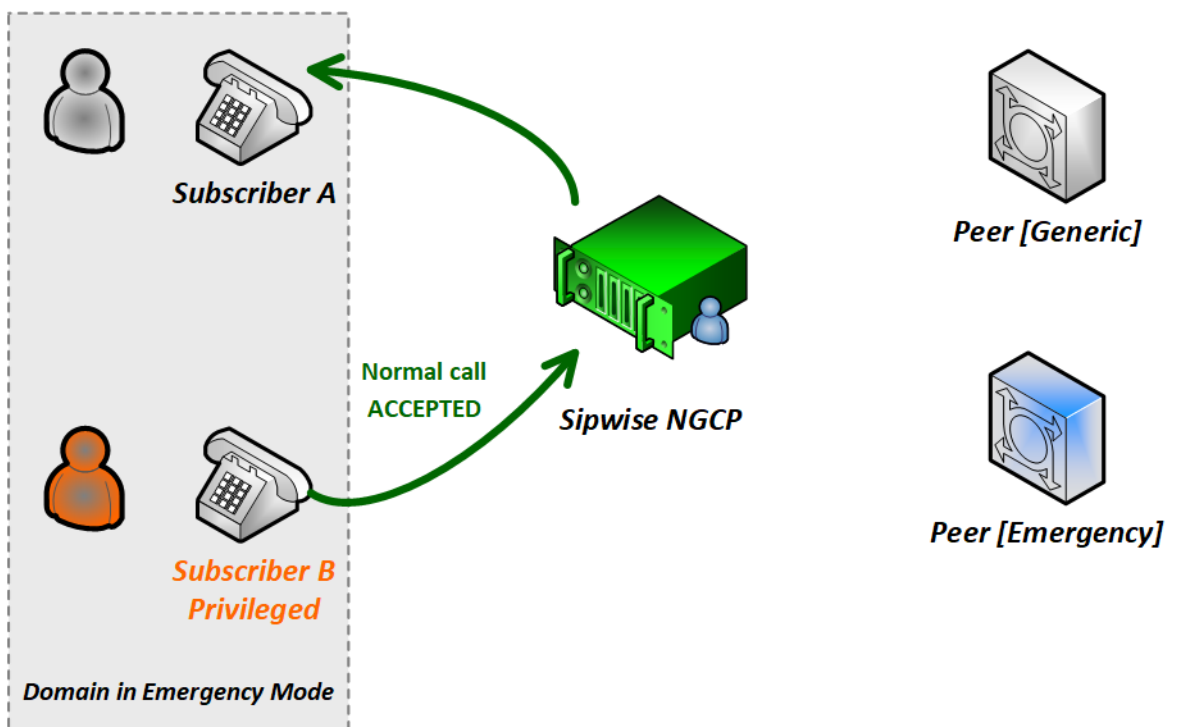 Subscriber A
Peer [Generic]
Normal call
ACCEPTED
Sipwise NGCP
Peer [Emergency]
Subscriber B
Privileged
Domain in Emergency Mode